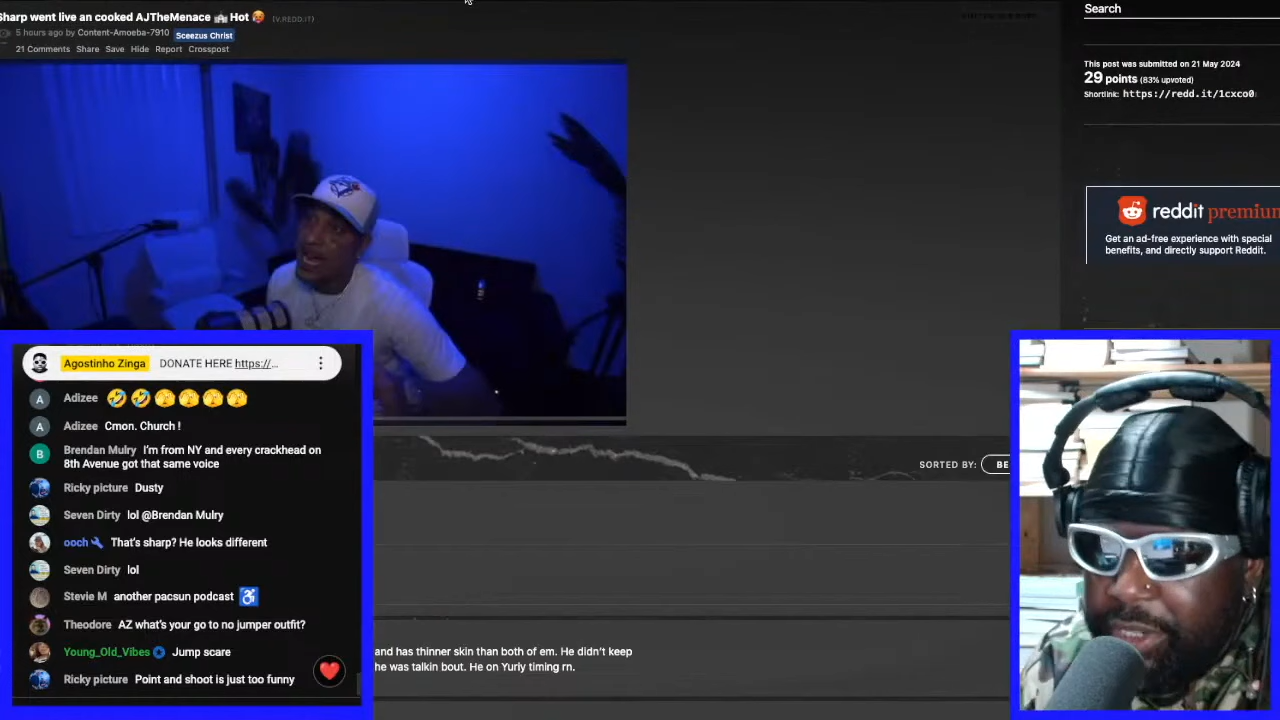 Sharp went live an cooked AJTheMenace 🏰 Hot 🥵 (V.REDD.IT)
5 hours ago by Content-Amoeba-7910 Sceezus Christ
21 Comments Share Save Hide Report Crosspost
Search
This post was submitted on 21 May 2024
29 points (83% upvoted)
Shortlink: https://redd.it/1cxco0
reddit premium
Get an ad-free experience with special
benefits, and directly support Reddit.
SORTED BY: BE
and has thinner skin than both of em. He didn't keep
he was talkin bout. He on Yuriy timing rn.
Agostinho Zinga DONATE HERE https://...
Adizee 🤣🤣🫣🫣🫣🫣
Adizee Cmon. Church !
Brendan Mulry I'm from NY and every crackhead on
8th Avenue got that same voice
Ricky picture Dusty
Seven Dirty lol @Brendan Mulry
ooch That's sharp? He looks different
Seven Dirty lol
Stevie M another pacsun podcast ♿
Theodore AZ what's your go to no jumper outfit?
Young_Old_Vibes Jump scare
Ricky picture Point and shoot is just too funny